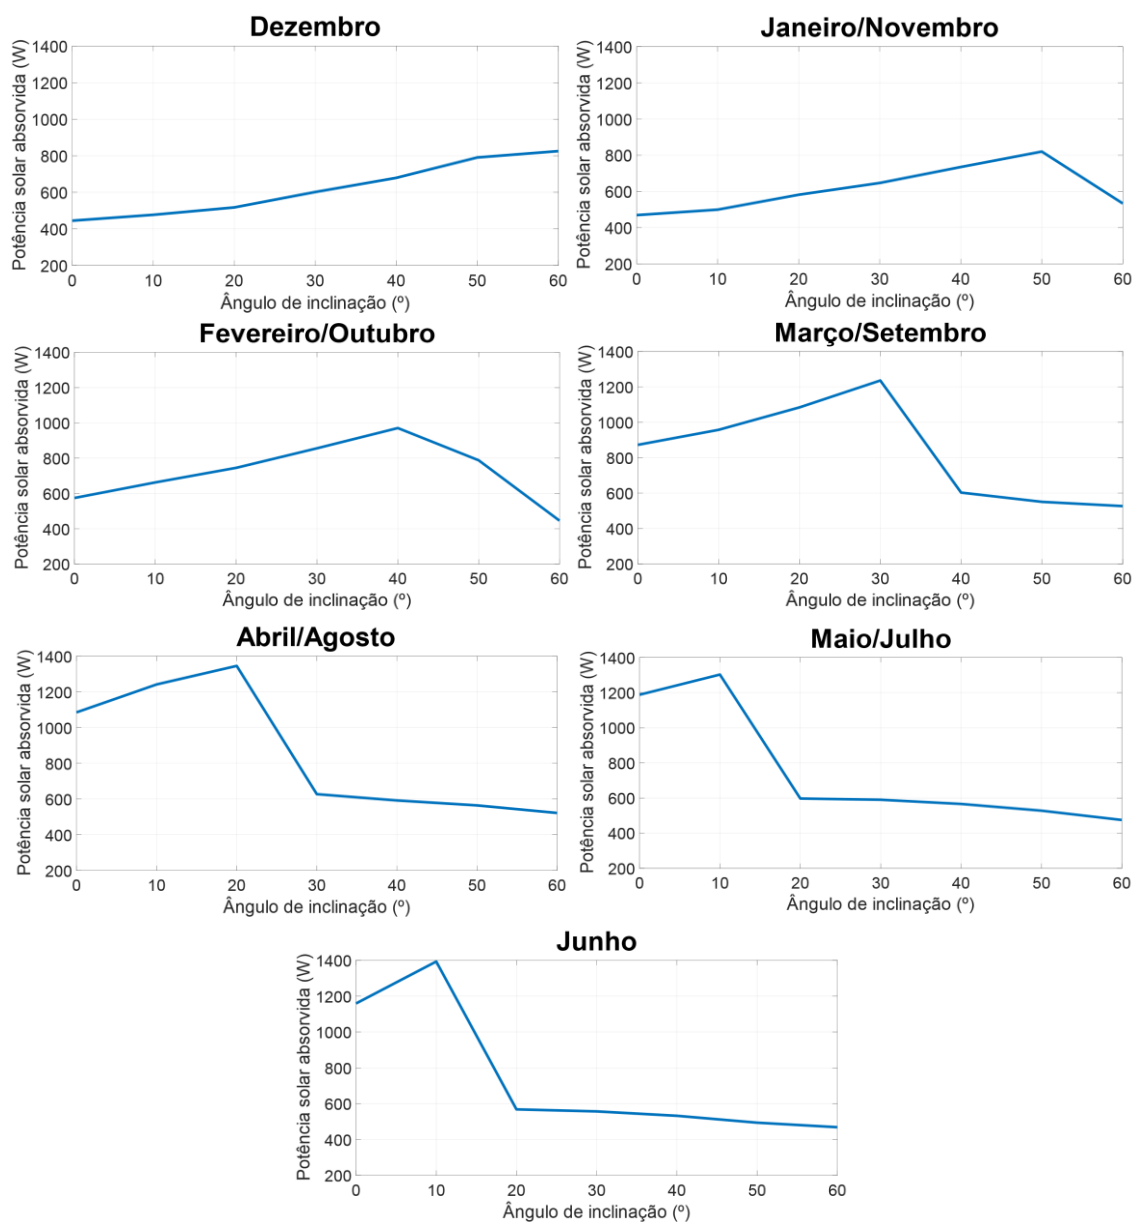 Dezembro
Potência solar absorvida (W)
1400
1200
1000
800
600
400
200
0 10 20 30 40 50 60
Ângulo de inclinação (º)
Janeiro/Novembro
Potência solar absorvida (W)
1400
1200
1000
800
600
400
200
0 10 20 30 40 50 60
Ângulo de inclinação (º)
Fevereiro/Outubro
Potência solar absorvida (W)
1400
1200
1000
800
600
400
200
0 10 20 30 40 50 60
Ângulo de inclinação (º)
Março/Setembro
Potência solar absorvida (W)
1400
1200
1000
800
600
400
200
0 10 20 30 40 50 60
Ângulo de inclinação (º)
Abril/Agosto
Potência solar absorvida (W)
1400
1200
1000
800
600
400
200
0 10 20 30 40 50 60
Ângulo de inclinação (º)
Maio/Julho
Potência solar absorvida (W)
1400
1200
1000
800
600
400
200
0 10 20 30 40 50 60
Ângulo de inclinação (º)
Junho
Potência solar absorvida (W)
1400
1200
1000
800
600
400
200
0 10 20 30 40 50 60
Ângulo de inclinação (º)